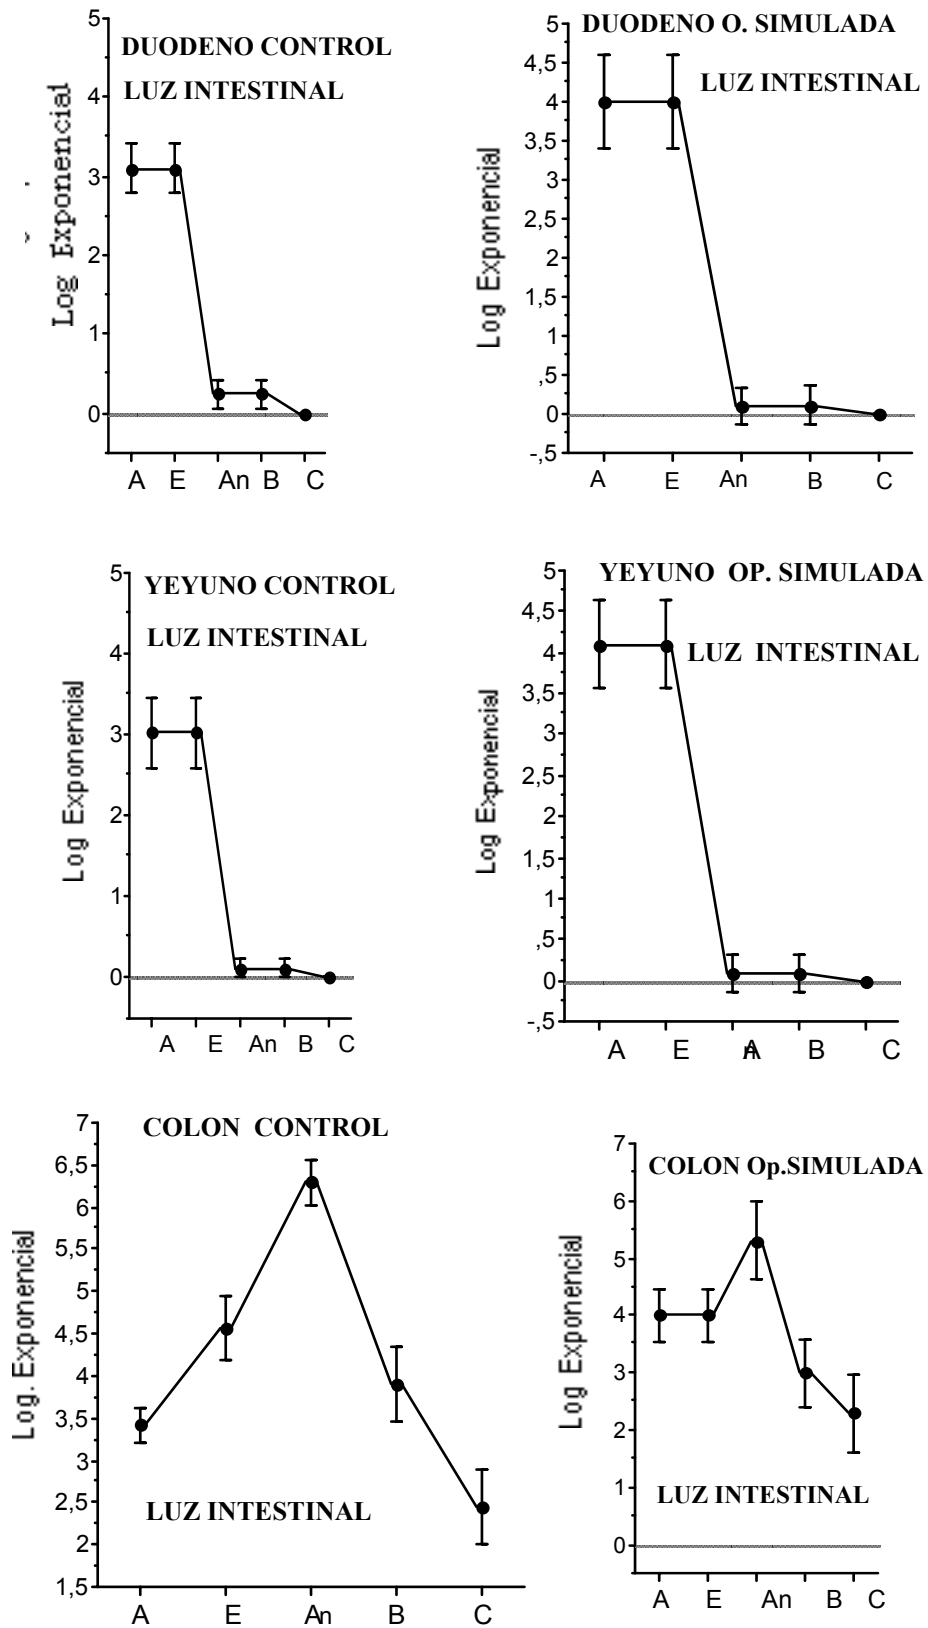 DUODENO CONTROL
LUZ INTESTINAL
Log Exponencial
5
4
3
2
1
0
A E An B C
DUODENO O. SIMULADA
LUZ INTESTINAL
Log Exponencial
5
4,5
4
3,5
3
2,5
2
1,5
1
,5
0
-,5
A E An B C
YEYUNO CONTROL
LUZ INTESTINAL
Log Exponencial
5
4
3
2
1
0
A E An B C
YEYUNO OP. SIMULADA
LUZ INTESTINAL
Log Exponencial
5
4,5
4
3,5
3
2,5
2
1,5
1
,5
0
-,5
A E An B C
COLON CONTROL
LUZ INTESTINAL
Log. Exponencial
7
6,5
6
5,5
5
4,5
4
3,5
3
2,5
2
1,5
A E An B C
COLON Op.SIMULADA
LUZ INTESTINAL
Log Exponencial
7
6
5
4
3
2
1
0
A E An B C